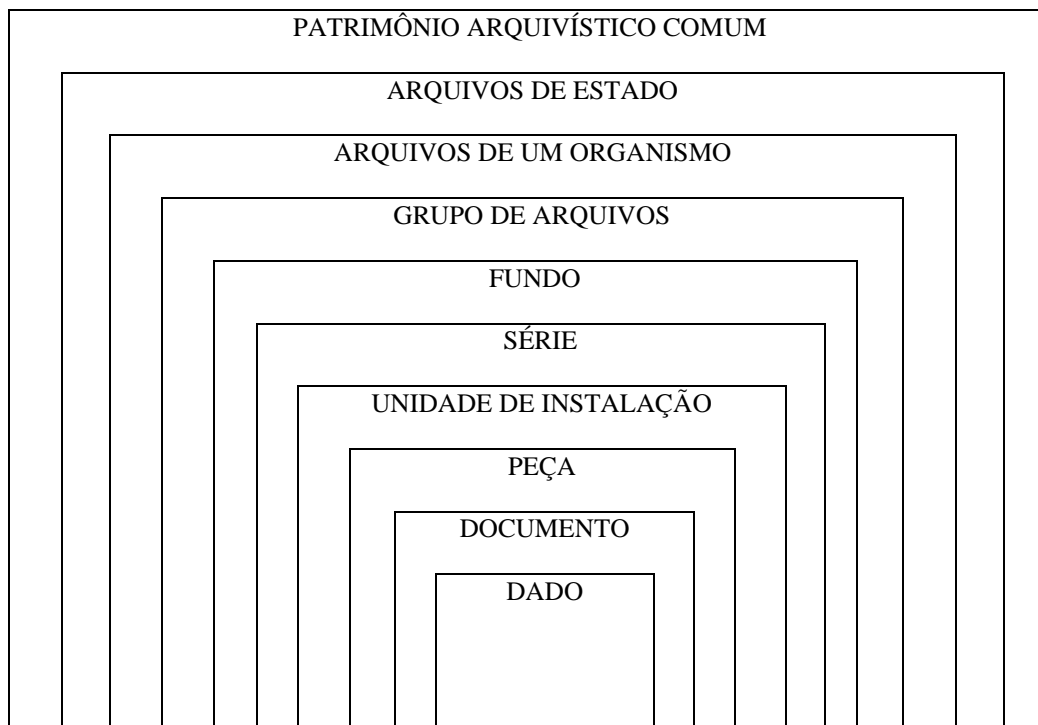 PATRIMÔNIO ARQUIVÍSTICO COMUM
ARQUIVOS DE ESTADO
ARQUIVOS DE UM ORGANISMO
GRUPO DE ARQUIVOS
FUNDO
SÉRIE
UNIDADE DE INSTALAÇÃO
PEÇA
DOCUMENTO
DADO